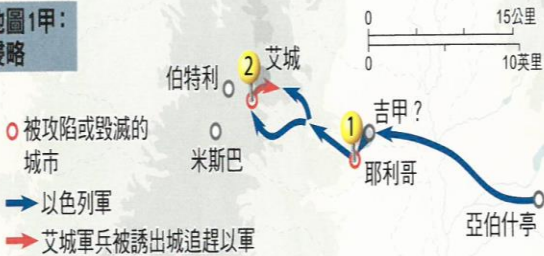 地圖1甲：
侵略
0 15公里
0 10英里
伯特利
2
艾城
吉甲？
1
被攻陷或毀滅的
城市
米斯巴
耶利哥
以色列軍
亞伯什亭
艾城軍兵被誘出城追趕以軍